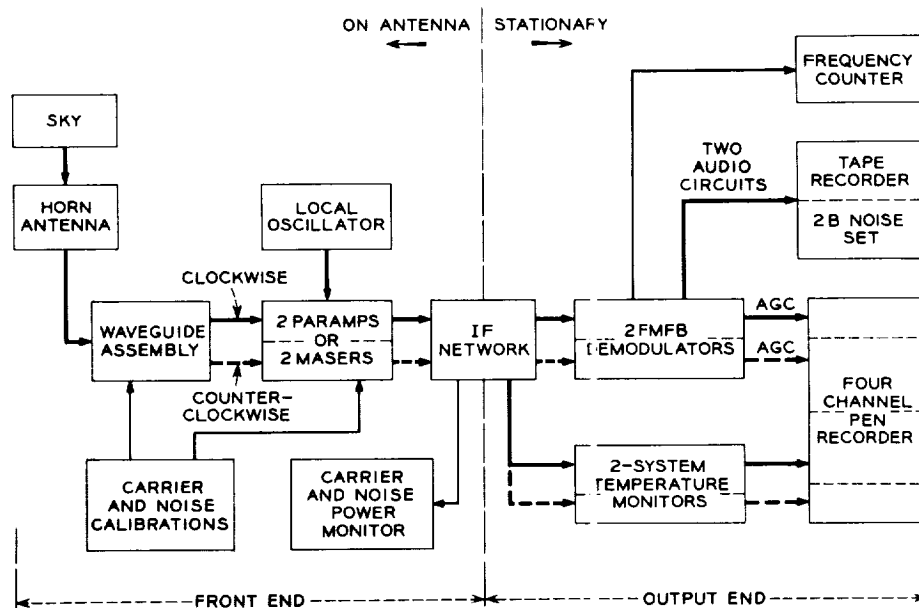 ON ANTENNA
STATIONARY
FREQUENCY
COUNTER
SKY
TWO
AUDIO
CIRCUITS
TAPE
RECORDER
2B NOISE
SET
HORN
ANTENNA
LOCAL
OSCILLATOR
CLOCKWISE
WAVEGUIDE
ASSEMBLY
2 PARAMPS
OR
2 MASERS
IF
NETWORK
2 FMFB
DEMODULATORS
AGC
AGC
COUNTER-
CLOCKWISE
FOUR
CHANNEL
PEN
RECORDER
CARRIER
AND NOISE
CALIBRATIONS
CARRIER
AND NOISE
POWER
MONITOR
2-SYSTEM
TEMPERATURE
MONITORS
FRONT END
OUTPUT END